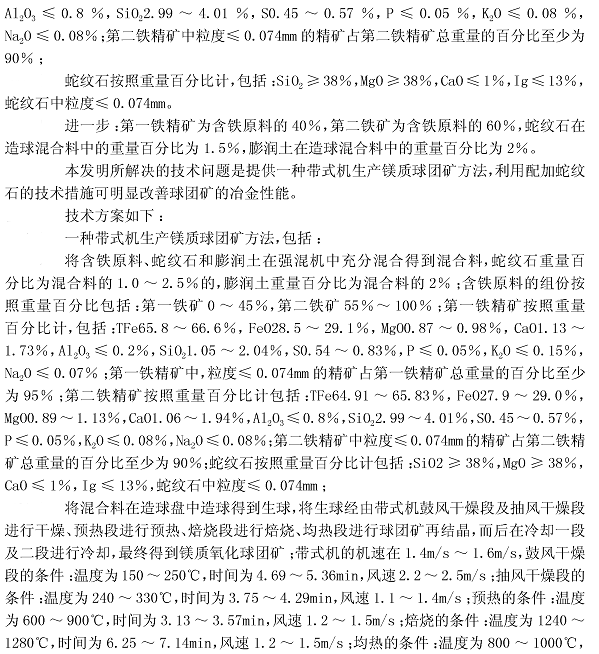 Al₂O₃ ≤ 0.8 %,SiO₂2.99 ~ 4.01 %,S0.45 ~ 0.57 %,P ≤ 0.05 %,K₂O ≤ 0.08 %,
Na₂O ≤ 0.08%;第二铁精矿中粒度≤ 0.074mm 的精矿占第二铁精矿总重量的百分比至少为
90% ;
蛇纹石按照重量百分比计,包括:SiO₂ ≥ 38%,MgO ≥ 38%,CaO ≤ 1%,Ig ≤ 13%,
蛇纹石中粒度≤ 0.074mm。
进一步:第一铁精矿为含铁原料的 40%,第二铁矿为含铁原料的 60%,蛇纹石在
造球混合料中的重量百分比为 1.5%,膨润土在造球混合料中的重量百分比为 2%。
本发明所解决的技术问题是提供一种带式机生产镁质球团矿方法,利用配加蛇纹
石的技术措施可明显改善球团矿的冶金性能。
技术方案如下:
一种带式机生产镁质球团矿方法,包括:
将含铁原料、蛇纹石和膨润土在强混机中充分混合得到混合料,蛇纹石重量百
分比为混合料的 1.0 ~ 2.5%的,膨润土重量百分比为混合料的 2% ;含铁原料的组份按
照重量百分比包括:第一铁矿 0 ~ 45%,第二铁矿 55% ~ 100% ;第一铁精矿按照重量
百分比计,包括:TFe65.8 ~ 66.6%,FeO28.5 ~ 29.1%,MgO0.87 ~ 0.98%,CaO1.13 ~
1.73%,Al₂O₃ ≤ 0.2%,SiO₂1.05 ~ 2.04%,S0.54 ~ 0.83%,P ≤ 0.05%,K₂O ≤ 0.15%,
Na₂O ≤ 0.07% ;第一铁精矿中,粒度≤ 0.074mm 的精矿占第一铁精矿总重量的百分比至少
为 95% ;第二铁精矿按照重量百分比计包括:TFe64.91 ~ 65.83%,FeO27.9 ~ 29.0%,
MgO0.89 ~ 1.13%,CaO1.06 ~ 1.94%,Al₂O₃≤ 0.8%,SiO₂2.99 ~ 4.01%,S0.45 ~ 0.57%,
P≤ 0.05%,K₂O≤ 0.08%,Na₂O≤ 0.08%;第二铁精矿中粒度≤ 0.074mm的精矿占第二铁精
矿总重量的百分比至少为 90%;蛇纹石按照重量百分比计包括:SiO2 ≥ 38%,MgO ≥ 38%,
CaO ≤ 1%,Ig ≤ 13%,蛇纹石中粒度≤ 0.074mm ;
将混合料在造球盘中造球得到生球,将生球经由带式机鼓风干燥段及抽风干燥段
进行干燥、预热段进行预热、焙烧段进行焙烧、均热段进行球团矿再结晶,而后在冷却一段
及二段进行冷却,最终得到镁质氧化球团矿 ;带式机的机速在 1.4m/s ~ 1.6m/s,鼓风干燥
段的条件 :温度为 150 ~ 250℃,时间为 4.69 ~ 5.36min,风速 2.2 ~ 2.5m/s ;抽风干燥段的
条件 :温度为 240 ~ 330℃,时间为 3.75 ~ 4.29min,风速 1.1 ~ 1.4m/s ;预热的条件 :温度
为 600 ~ 900℃,时间为 3.13 ~ 3.57min,风速 1.2 ~ 1.5m/s ;焙烧的条件 :温度为 1240 ~
1280℃,时间为 6.25 ~ 7.14min,风速 1.2 ~ 1.5m/s ;均热的条件 :温度为 800 ~ 1000℃,